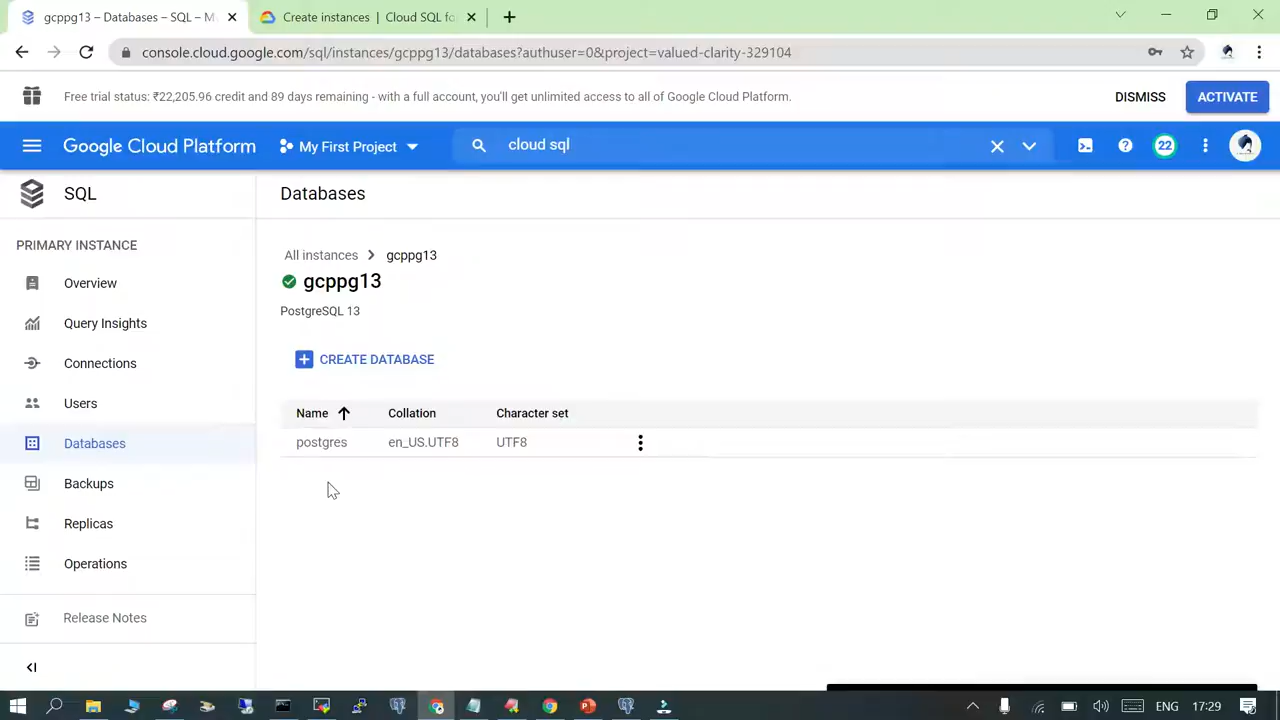 gcppg13 – Databases – SQL – M
Create instances | Cloud SQL for
console.cloud.google.com/sql/instances/gcppg13/databases?authuser=0&project=valued-clarity-329104
Free trial status: ₹22,205.96 credit and 89 days remaining - with a full account, you'll get unlimited access to all of Google Cloud Platform.
DISMISS
ACTIVATE
Google Cloud Platform
My First Project
cloud sql
22
SQL
Databases
PRIMARY INSTANCE
Overview
Query Insights
Connections
Users
Databases
Backups
Replicas
Operations
Release Notes
All instances
gcppg13
gcppg13
PostgreSQL 13
CREATE DATABASE
Name Collation Character set
postgres en_US.UTF8 UTF8
ENG 17:29